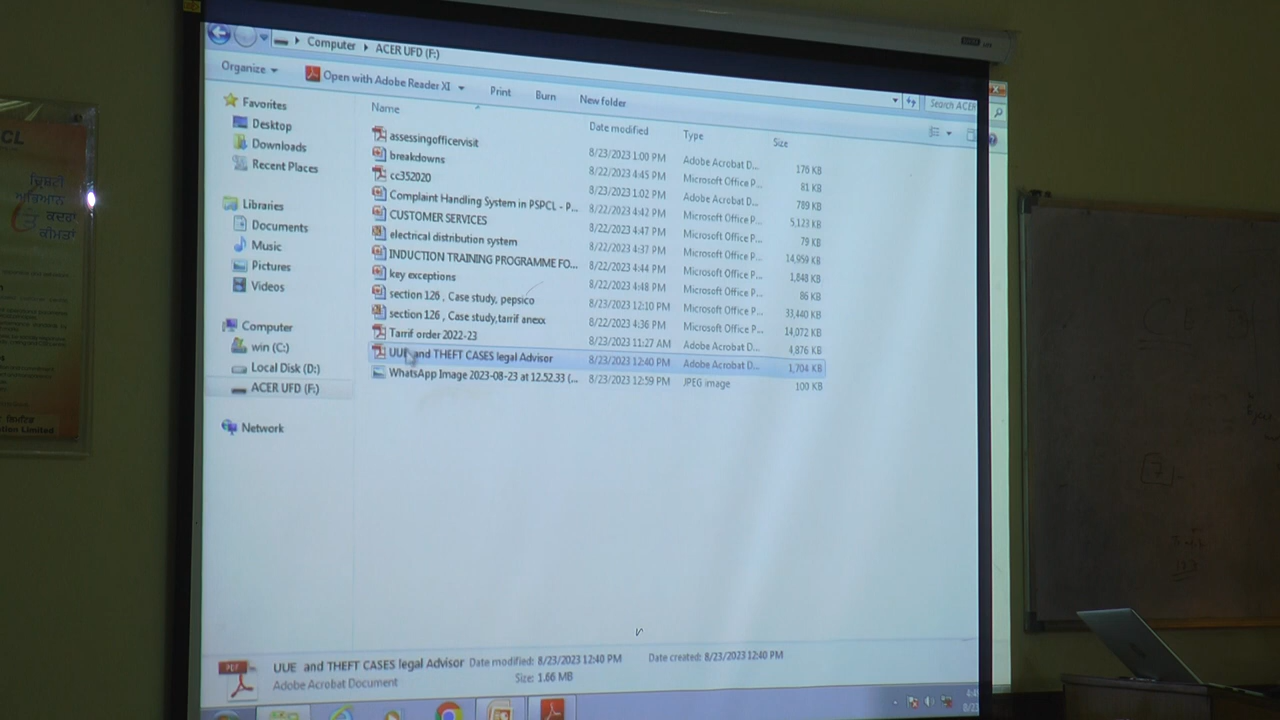 CL
ਬਿਜਲੀ
ਕਦਰਾਂ
ਕੀਮਤਾਂ
tion Limited
Computer ▸ ACER UFD (F:)
Search ACER
Organize
Open with Adobe Reader XI
Print
Burn
New folder
Name
Date modified
Type
Size
Favorites
Desktop
Downloads
Recent Places
Libraries
Documents
Music
Pictures
Videos
Computer
win (C:)
Local Disk (D:)
ACER UFD (F:)
Network
assessingofficervisit 8/23/2023 1:00 PM Adobe Acrobat D... 176 KB
breakdowns 8/22/2023 4:45 PM Microsoft Office P... 81 KB
cc352020 8/23/2023 1:02 PM Adobe Acrobat D... 789 KB
Complaint Handling System in PSPCL - P... 8/22/2023 4:42 PM Microsoft Office P... 5,123 KB
CUSTOMER SERVICES 8/22/2023 4:47 PM Microsoft Office P... 79 KB
electrical distribution system 8/22/2023 4:37 PM Microsoft Office P... 14,959 KB
INDUCTION TRAINING PROGRAMME FO... 8/22/2023 4:44 PM Microsoft Office P... 1,848 KB
key exceptions 8/22/2023 4:48 PM Microsoft Office P... 86 KB
section 126 , Case study, pepsico 8/23/2023 12:10 PM Microsoft Office P... 33,440 KB
section 126 , Case study,tarrif anexx 8/22/2023 4:36 PM Microsoft Office P... 14,072 KB
Tarrif order 2022-23 8/23/2023 11:27 AM Adobe Acrobat D... 4,876 KB
UUE and THEFT CASES legal Advisor 8/23/2023 12:40 PM Adobe Acrobat D... 1,704 KB
WhatsApp Image 2023-08-23 at 12.52.33 (... 8/23/2023 12:59 PM JPEG image 100 KB
PDF
UUE and THEFT CASES legal Advisor Date modified: 8/23/2023 12:40 PM Date created: 8/23/2023 12:40 PM
Adobe Acrobat Document Size: 1.66 MB